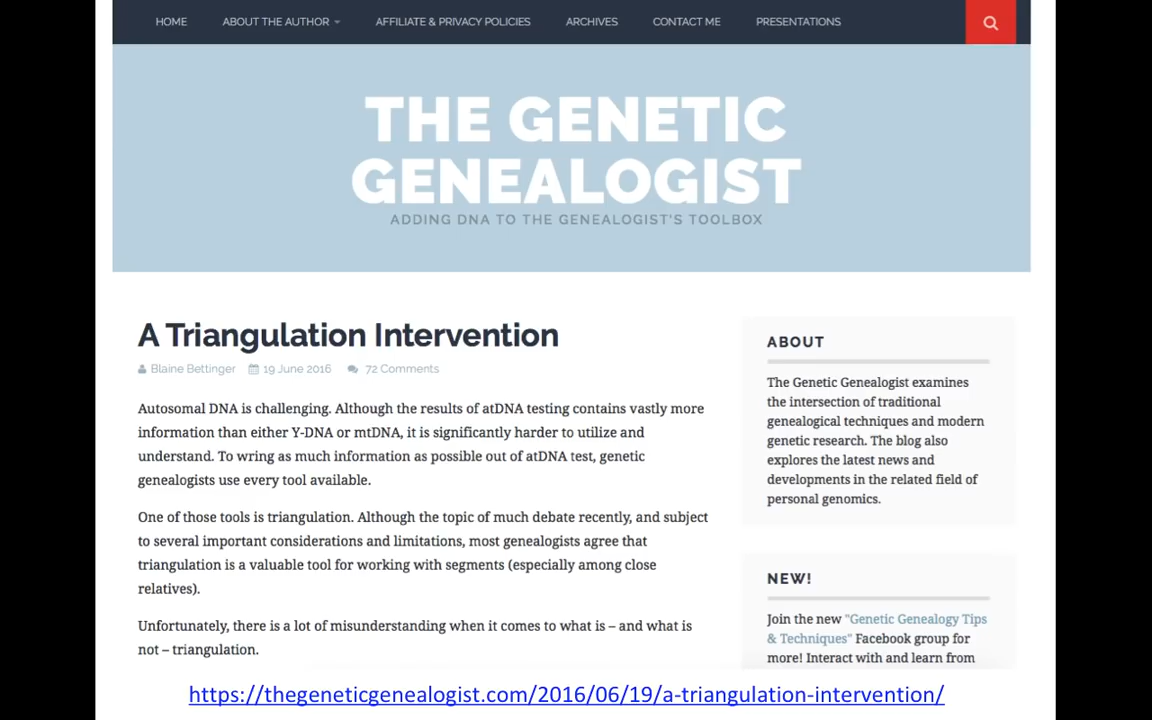 HOME ABOUT THE AUTHOR AFFILIATE & PRIVACY POLICIES ARCHIVES CONTACT ME PRESENTATIONS
THE GENETIC
GENEALOGIST
ADDING DNA TO THE GENEALOGIST'S TOOLBOX
A Triangulation Intervention
Blaine Bettinger 19 June 2016 72 Comments
Autosomal DNA is challenging. Although the results of atDNA testing contains vastly more
information than either Y-DNA or mtDNA, it is significantly harder to utilize and
understand. To wring as much information as possible out of atDNA test, genetic
genealogists use every tool available.
One of those tools is triangulation. Although the topic of much debate recently, and subject
to several important considerations and limitations, most genealogists agree that
triangulation is a valuable tool for working with segments (especially among close
relatives).
Unfortunately, there is a lot of misunderstanding when it comes to what is – and what is
not – triangulation.
ABOUT
The Genetic Genealogist examines
the intersection of traditional
genealogical techniques and modern
genetic research. The blog also
explores the latest news and
developments in the related field of
personal genomics.
NEW!
Join the new "Genetic Genealogy Tips
& Techniques" Facebook group for
more! Interact with and learn from
https://thegeneticgenealogist.com/2016/06/19/a-triangulation-intervention/